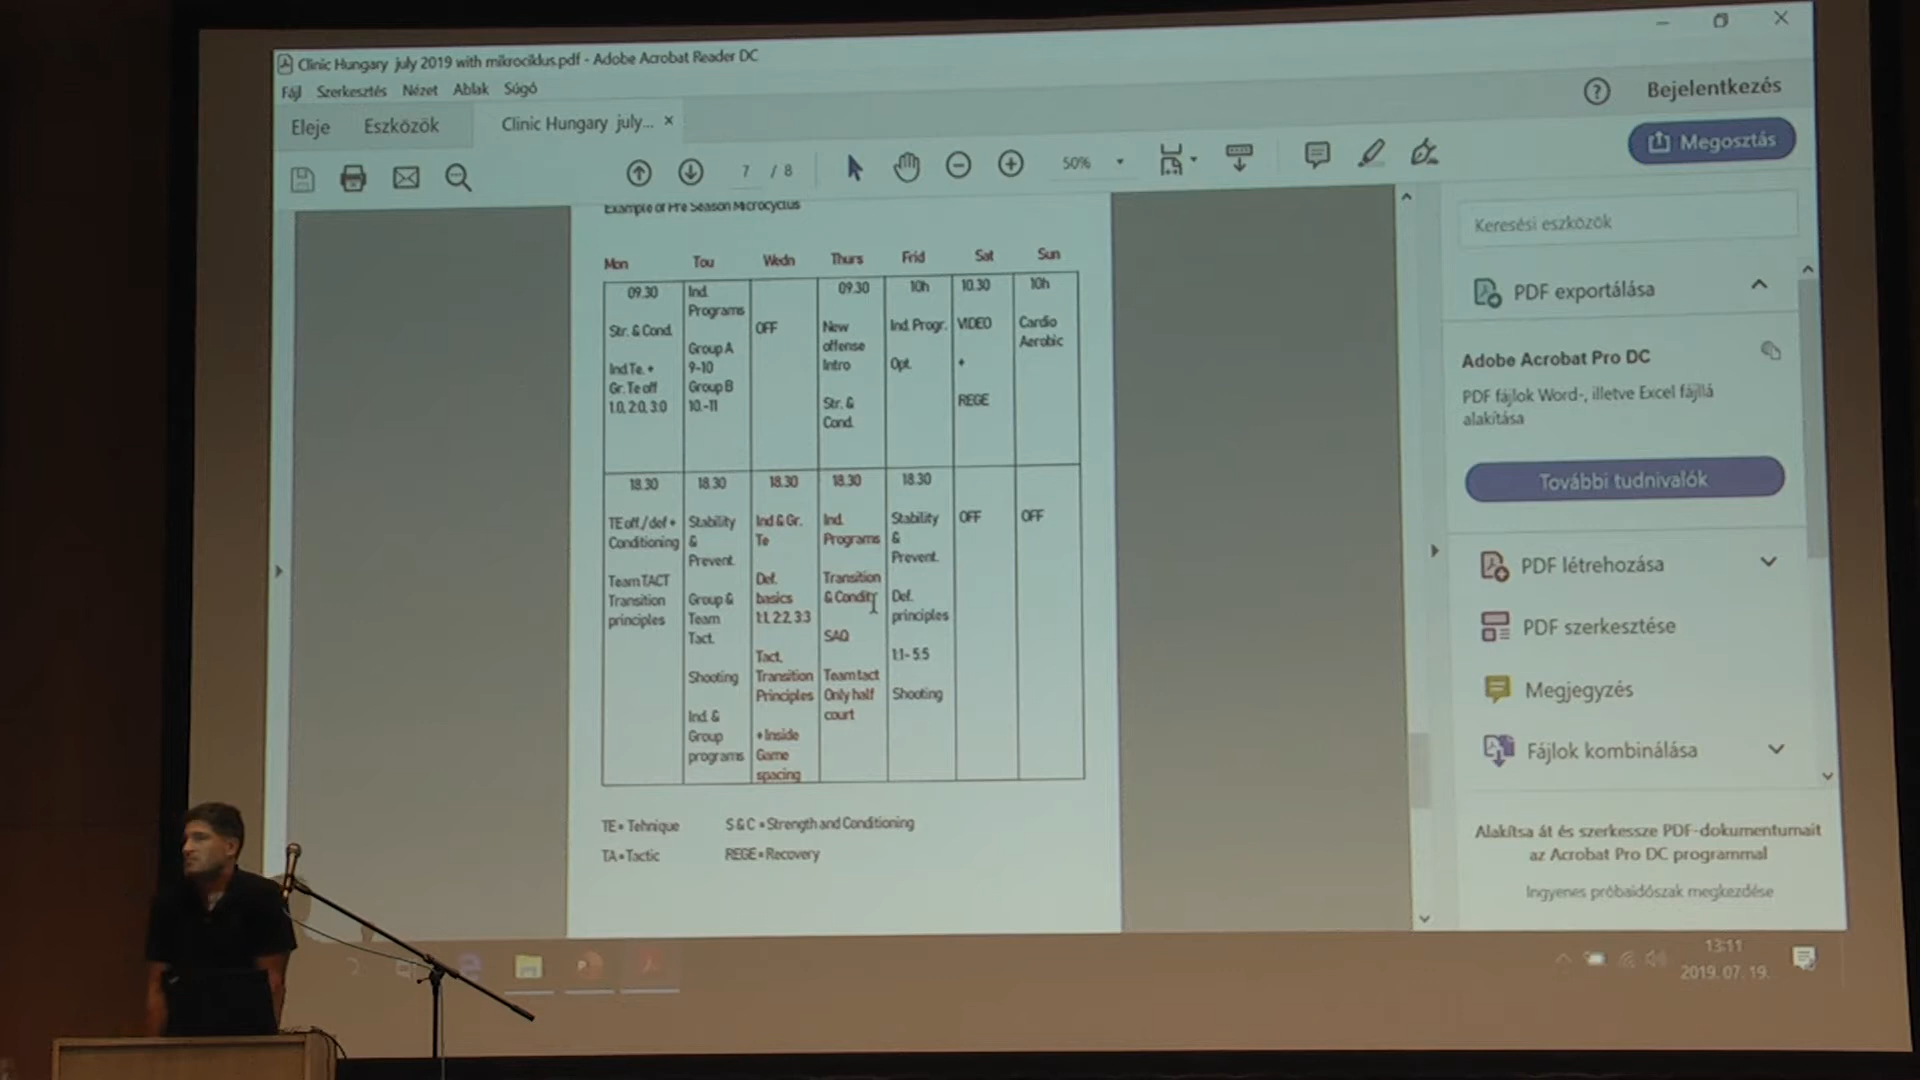 Clinic Hungary july 2019 with mikrociklus.pdf - Adobe Acrobat Reader DC
Fájl Szerkesztés Nézet Ablak Súgó
Eleje Eszközök Clinic Hungary july... ×
? Bejelentkezés
7 / 8 50%
Megosztás
Example of Pre Season Microcyclus
Mon Tou Wedn Thurs Frid Sat Sun
09.30
Str. & Cond.
Ind Te. +
Gr. Te off
1:0, 2:0, 3:0
Ind.
Programs
Group A
9-10
Group B
10.-11
OFF
09.30
New
offense
Intro
Str. &
Cond.
10h
Ind. Progr.
Opt.
10.30
VIDEO
+
REGE
10h
Cardio
Aerobic
18.30
TE off./ def +
Conditioning
Team TACT
Transition
principles
18.30
Stability
&
Prevent.
Group &
Team
Tact.
Shooting
Ind. &
Group
programs
18.30
Ind & Gr.
Te
Def.
basics
1:1, 2:2, 3:3
Tact.
Transition
Principles
+ Inside
Game
spacing
18.30
Ind.
Programs
Transition
& Condit
SAQ
Team tact
Only half
court
18.30
Stability
&
Prevent.
Def.
principles
1:1- 5:5
Shooting
OFF
OFF
TE = Tehnique S & C = Strength and Conditioning
TA = Tactic REGE = Recovery
Keresési eszközök
PDF exportálása
Adobe Acrobat Pro DC
PDF fájlok Word-, illetve Excel fájllá
alakítása
További tudnivalók
PDF létrehozása
PDF szerkesztése
Megjegyzés
Fájlok kombinálása
Alakítsa át és szerkessze PDF-dokumentumait
az Acrobat Pro DC programmal
Ingyenes próbaidőszak megkezdése
13:11
2019. 07. 19.